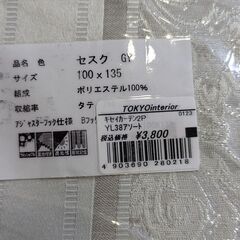 品名 色 セスク GY
サイズ 100×135
組成 ポリエステル100%
収縮率 タテ
アジャスターフック仕様 Bフッ
TOKYOinterior
0123
キセイカーテン2P
YL38アソート
税込価格 ¥3,800
4 903690 260218